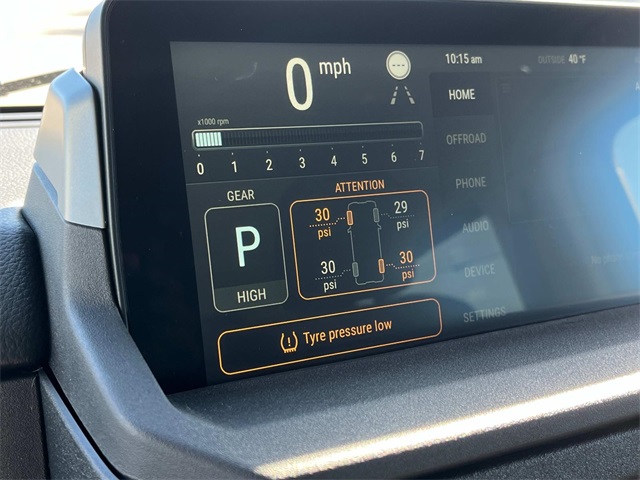 0 mph
10:15 am
OUTSIDE 40 °F
x1000 rpm
0 1 2 3 4 5 6 7
HOME
OFFROAD
PHONE
AUDIO
DEVICE
SETTINGS
GEAR
P
HIGH
ATTENTION
30 psi
29 psi
30 psi
30 psi
Tyre pressure low